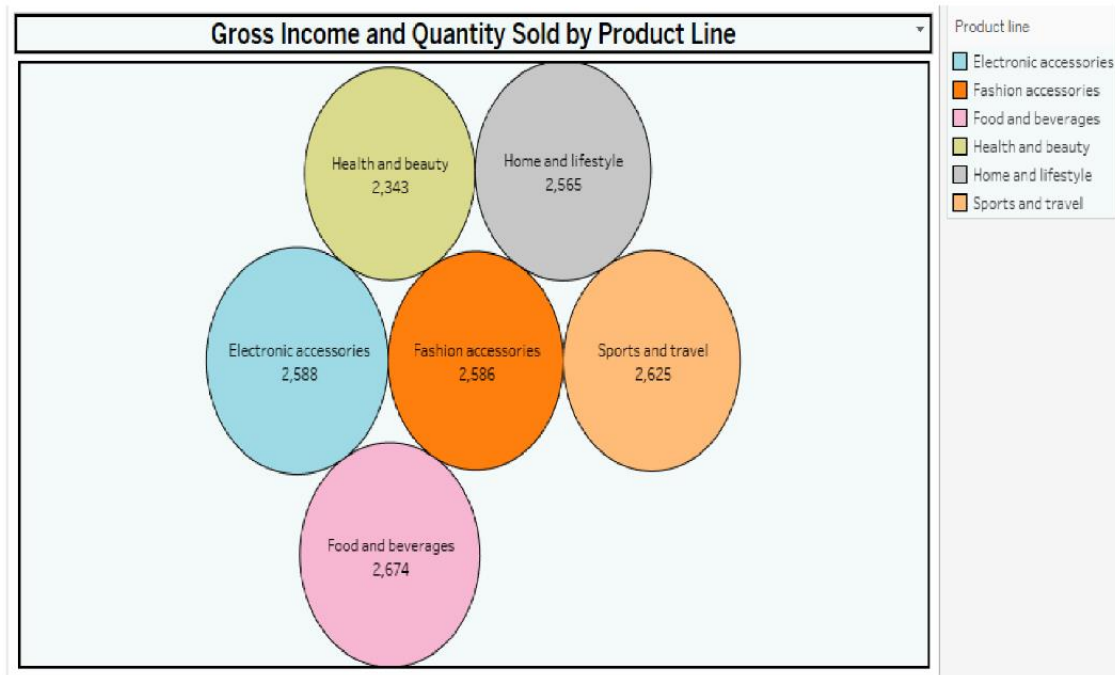 Gross Income and Quantity Sold by Product Line
Health and beauty
2,343
Home and lifestyle
2,565
Electronic accessories
2,588
Fashion accessories
2,586
Sports and travel
2,625
Food and beverages
2,674
Product line
Electronic accessories
Fashion accessories
Food and beverages
Health and beauty
Home and lifestyle
Sports and travel